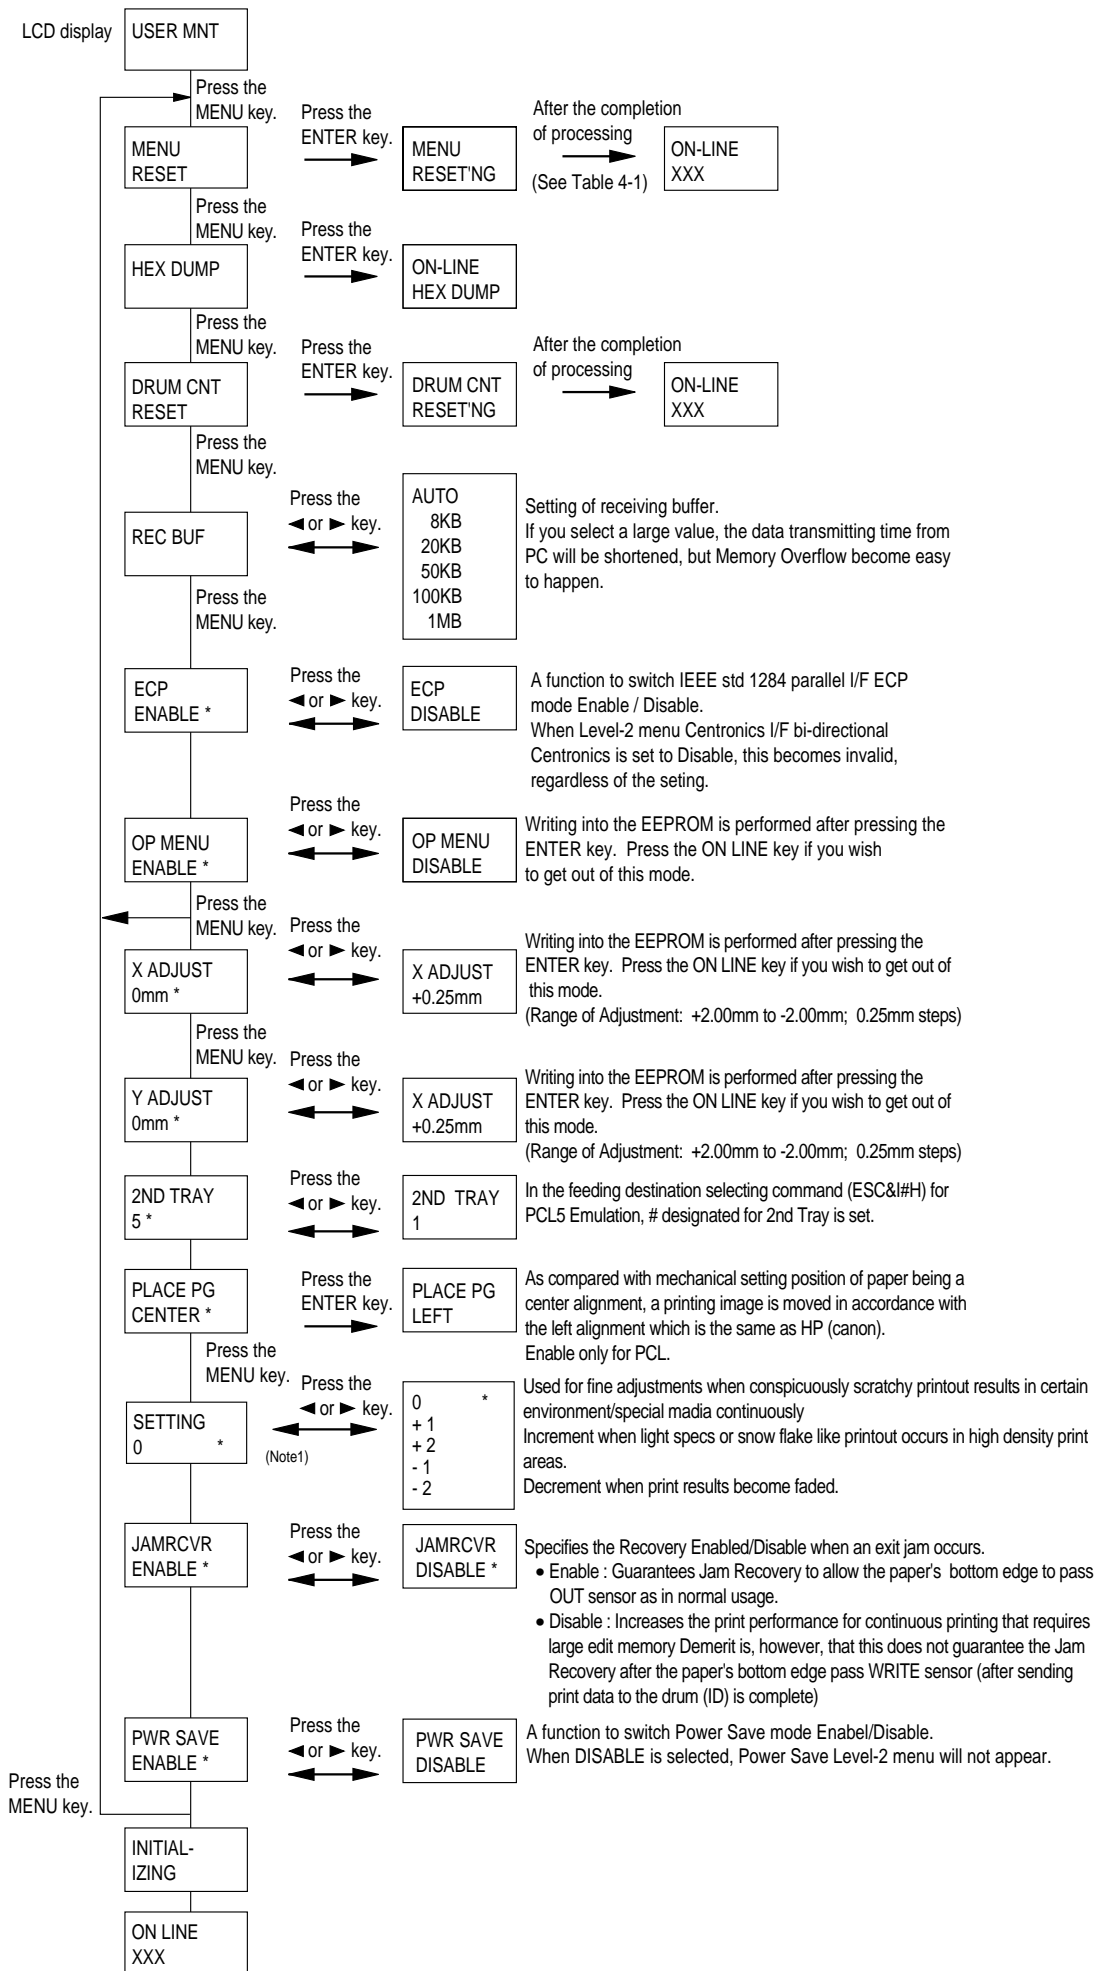 LCD display
USER MNT
Press the
MENU key.
MENU
RESET
Press the
ENTER key.
MENU
RESET'NG
After the completion
of processing
(See Table 4-1)
ON-LINE
XXX
Press the
MENU key.
HEX DUMP
Press the
ENTER key.
ON-LINE
HEX DUMP
Press the
MENU key.
DRUM CNT
RESET
Press the
ENTER key.
DRUM CNT
RESET'NG
After the completion
of processing
ON-LINE
XXX
Press the
MENU key.
REC BUF
Press the
◄ or ► key.
AUTO
8KB
20KB
50KB
100KB
1MB
Setting of receiving buffer.
If you select a large value, the data transmitting time from
PC will be shortened, but Memory Overflow become easy
to happen.
Press the
MENU key.
ECP
ENABLE *
Press the
◄ or ► key.
ECP
DISABLE
A function to switch IEEE std 1284 parallel I/F ECP
mode Enable / Disable.
When Level-2 menu Centronics I/F bi-directional
Centronics is set to Disable, this becomes invalid,
regardless of the seting.
OP MENU
ENABLE *
Press the
◄ or ► key.
OP MENU
DISABLE
Writing into the EEPROM is performed after pressing the
ENTER key. Press the ON LINE key if you wish
to get out of this mode.
Press the
MENU key.
X ADJUST
0mm *
Press the
◄ or ► key.
X ADJUST
+0.25mm
Writing into the EEPROM is performed after pressing the
ENTER key. Press the ON LINE key if you wish to get out of
this mode.
(Range of Adjustment: +2.00mm to -2.00mm; 0.25mm steps)
Press the
MENU key.
Y ADJUST
0mm *
Press the
◄ or ► key.
X ADJUST
+0.25mm
Writing into the EEPROM is performed after pressing the
ENTER key. Press the ON LINE key if you wish to get out of
this mode.
(Range of Adjustment: +2.00mm to -2.00mm; 0.25mm steps)
2ND TRAY
5 *
Press the
◄ or ► key.
2ND TRAY
1
In the feeding destination selecting command (ESC&l#H) for
PCL5 Emulation, # designated for 2nd Tray is set.
PLACE PG
CENTER *
Press the
ENTER key.
PLACE PG
LEFT
As compared with mechanical setting position of paper being a
center alignment, a printing image is moved in accordance with
the left alignment which is the same as HP (canon).
Enable only for PCL.
Press the
MENU key.
SETTING
0 *
Press the
◄ or ► key.
(Note1)
0 *
+ 1
+ 2
- 1
- 2
Used for fine adjustments when conspicuously scratchy printout results in certain
environment/special madia continuously
Increment when light specs or snow flake like printout occurs in high density print
areas.
Decrement when print results become faded.
JAMRCVR
ENABLE *
Press the
◄ or ► key.
JAMRCVR
DISABLE *
Specifies the Recovery Enabled/Disable when an exit jam occurs.
• Enable : Guarantees Jam Recovery to allow the paper's bottom edge to pass
OUT sensor as in normal usage.
• Disable : Increases the print performance for continuous printing that requires
large edit memory Demerit is, however, that this does not guarantee the Jam
Recovery after the paper's bottom edge pass WRITE sensor (after sending
print data to the drum (ID) is complete)
PWR SAVE
ENABLE *
Press the
◄ or ► key.
PWR SAVE
DISABLE
A function to switch Power Save mode Enabel/Disable.
When DISABLE is selected, Power Save Level-2 menu will not appear.
Press the
MENU key.
INITIAL-
IZING
ON LINE
XXX